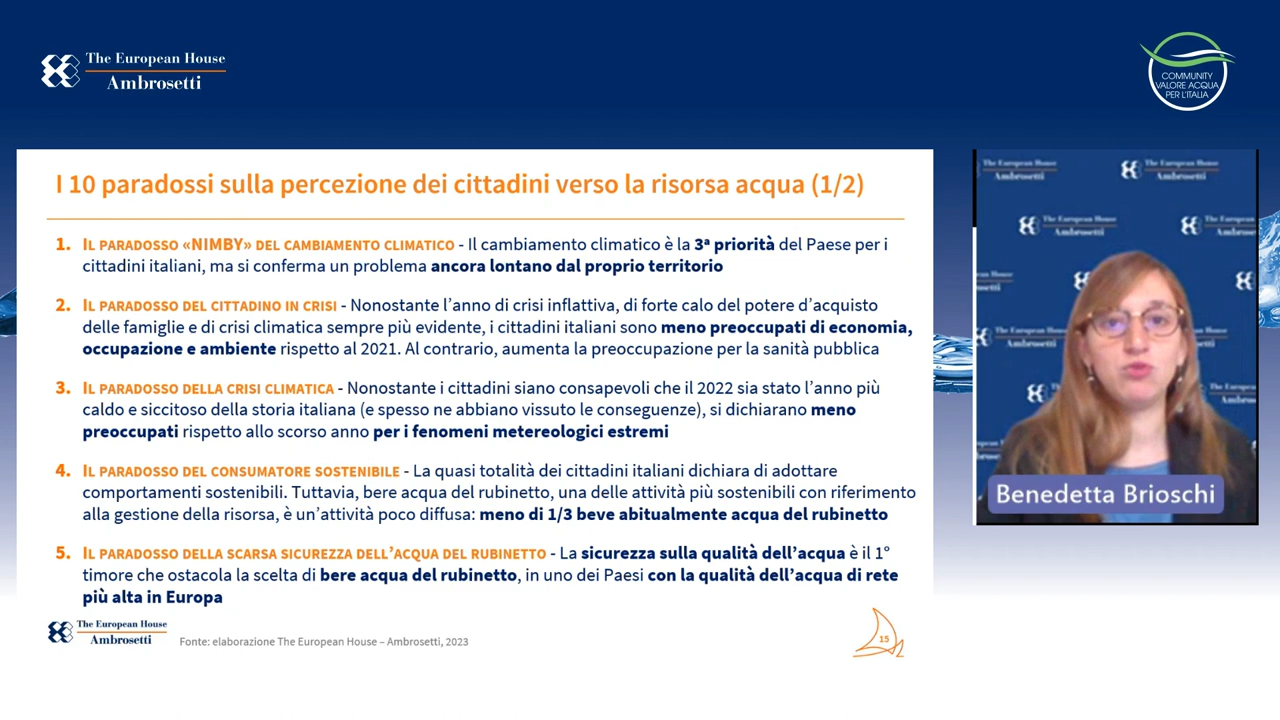 The European House
Ambrosetti
COMMUNITY
VALORE ACQUA
PER L'ITALIA
I 10 paradossi sulla percezione dei cittadini verso la risorsa acqua (1/2)
1. IL PARADOSSO «NIMBY» DEL CAMBIAMENTO CLIMATICO - Il cambiamento climatico è la 3ª priorità del Paese per i
cittadini italiani, ma si conferma un problema ancora lontano dal proprio territorio
2. IL PARADOSSO DEL CITTADINO IN CRISI - Nonostante l'anno di crisi inflattiva, di forte calo del potere d'acquisto
delle famiglie e di crisi climatica sempre più evidente, i cittadini italiani sono meno preoccupati di economia,
occupazione e ambiente rispetto al 2021. Al contrario, aumenta la preoccupazione per la sanità pubblica
3. IL PARADOSSO DELLA CRISI CLIMATICA - Nonostante i cittadini siano consapevoli che il 2022 sia stato l'anno più
caldo e siccitoso della storia italiana (e spesso ne abbiano vissuto le conseguenze), si dichiarano meno
preoccupati rispetto allo scorso anno per i fenomeni metereologici estremi
4. IL PARADOSSO DEL CONSUMATORE SOSTENIBILE - La quasi totalità dei cittadini italiani dichiara di adottare
comportamenti sostenibili. Tuttavia, bere acqua del rubinetto, una delle attività più sostenibili con riferimento
alla gestione della risorsa, è un'attività poco diffusa: meno di 1/3 beve abitualmente acqua del rubinetto
5. IL PARADOSSO DELLA SCARSA SICUREZZA DELL'ACQUA DEL RUBINETTO - La sicurezza sulla qualità dell'acqua è il 1°
timore che ostacola la scelta di bere acqua del rubinetto, in uno dei Paesi con la qualità dell'acqua di rete
più alta in Europa
The European House
Ambrosetti
Fonte: elaborazione The European House – Ambrosetti, 2023
15
The European House
Ambrosetti
The European House
Ambrosetti
The European House
Ambrosetti
Benedetta Brioschi